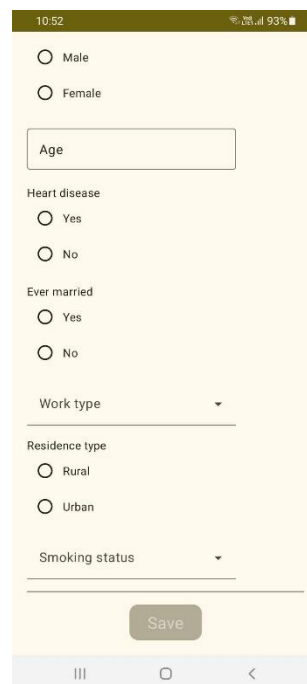 10:52
93%
Male
Female
Age
Heart disease
Yes
No
Ever married
Yes
No
Work type
Residence type
Rural
Urban
Smoking status
Save